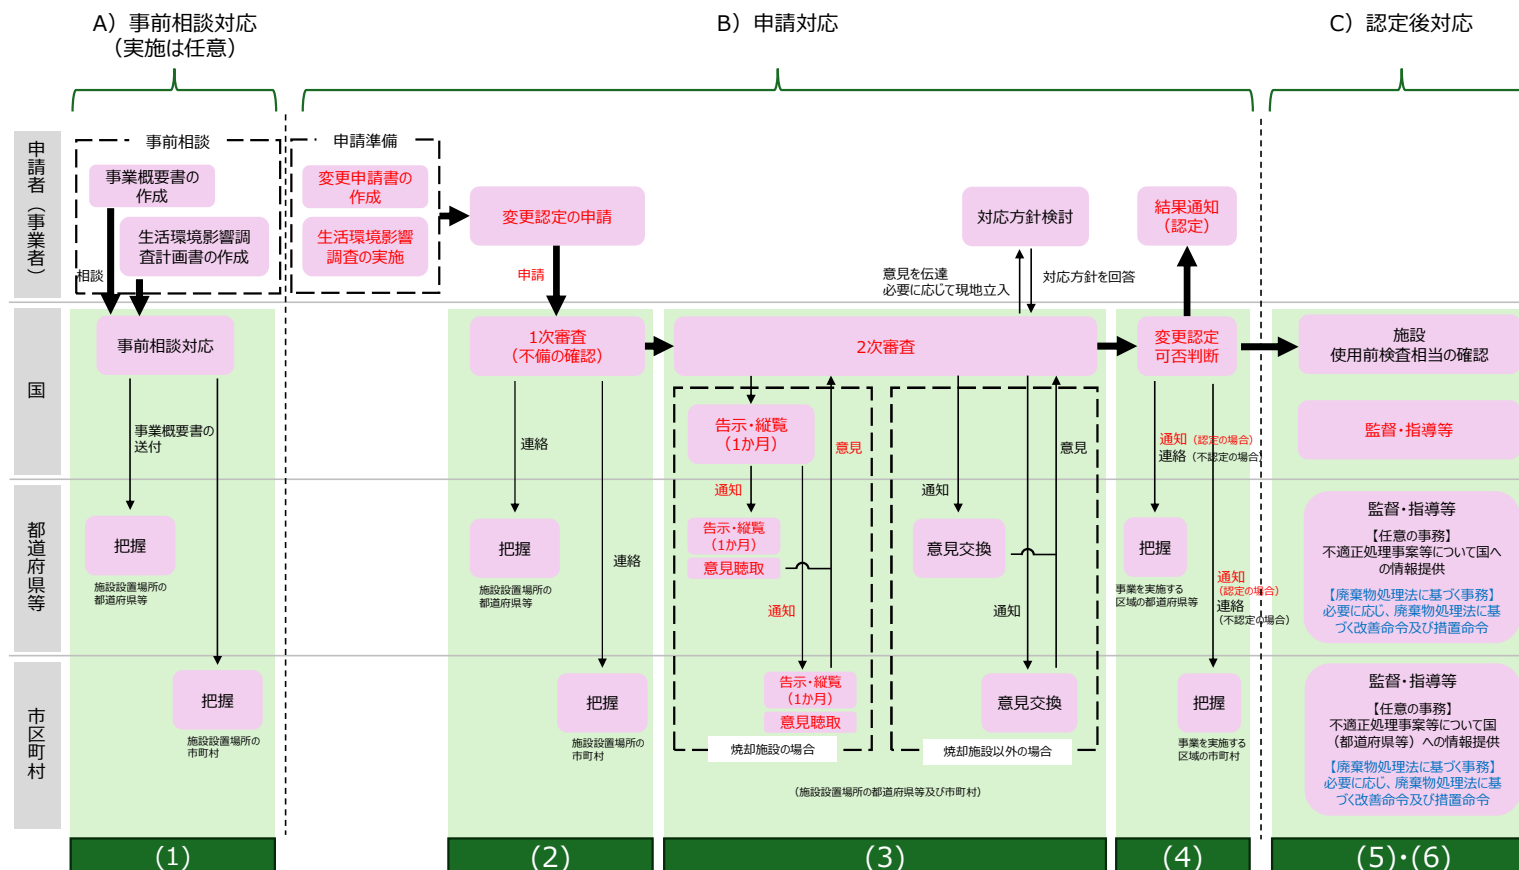 A）事前相談対応
（実施は任意）
B）申請対応
C）認定後対応
申請者（事業者）
事前相談
事業概要書の
作成
生活環境影響調
査計画書の作成
相談
申請準備
変更申請書の
作成
生活環境影響
調査の実施
変更認定の申請
申請
対応方針検討
意見を伝達
必要に応じて現地立入
対応方針を回答
結果通知
（認定）
国
事前相談対応
事業概要書の
送付
1次審査
（不備の確認）
連絡
2次審査
告示・縦覧
（1か月）
意見
通知
通知
意見
変更認定
可否判断
通知（認定の場合）
連絡（不認定の場合）
施設
使用前検査相当の確認
監督・指導等
都道府県等
把握
施設設置場所の
都道府県等
把握
施設設置場所の
都道府県等
連絡
告示・縦覧
（1か月）
意見聴取
通知
意見交換
通知
把握
事業を実施する
区域の都道府県等
通知
（認定の場合）
連絡
（不認定の場合）
監督・指導等
【任意の事務】
不適正処理事案等について国へ
の情報提供
【廃棄物処理法に基づく事務】
必要に応じ、廃棄物処理法に基
づく改善命令及び措置命令
市区町村
把握
施設設置場所の
市町村
把握
施設設置場所の
市町村
告示・縦覧
（1か月）
意見聴取
焼却施設の場合
意見交換
焼却施設以外の場合
（施設設置場所の都道府県等及び市町村）
把握
事業を実施する
区域の市町村
監督・指導等
【任意の事務】
不適正処理事案等について国
（都道府県等）への情報提供
【廃棄物処理法に基づく事務】
必要に応じ、廃棄物処理法に基
づく改善命令及び措置命令
(1)
(2)
(3)
(4)
(5)・(6)